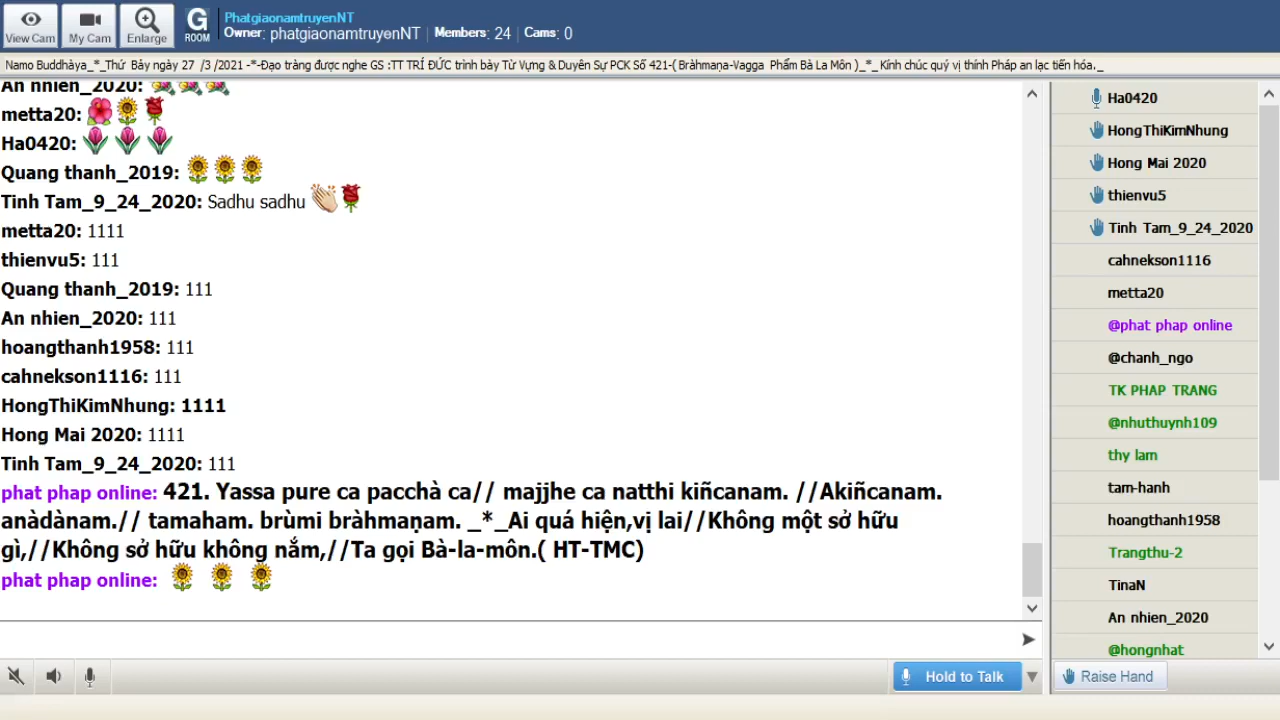 View Cam
My Cam
Enlarge
G
ROOM
PhatgiaonamtruyenNT
Owner: phatgiaonamtruyenNT | Members: 24 | Cams: 0
Namo Buddhàya_*_Thứ Bảy ngày 27 /3 /2021 -*-Đạo tràng được nghe GS :TT TRÍ ĐỨC trình bày Từ Vựng & Duyên Sự PCK Số 421-( Bràhmaṇa-Vagga Phẩm Bà La Môn )_*_ Kính chúc quý vị thính Pháp an lạc tiến hóa,_
An nhien_2020:
metta20:
Ha0420:
Quang thanh_2019:
Tinh Tam_9_24_2020: Sadhu sadhu
metta20: 1111
thienvu5: 111
Quang thanh_2019: 111
An nhien_2020: 111
hoangthanh1958: 111
cahnekson1116: 111
HongThiKimNhung: 1111
Hong Mai 2020: 1111
Tinh Tam_9_24_2020: 111
phat phap online: 421. Yassa pure ca pacchà ca// majjhe ca natthi kiñcanam. //Akiñcanam.
anàdànam.// tamaham. brùmi bràhmaṇam. _*_Ai quá hiện,vị lai//Không một sở hữu
gì,//Không sở hữu không nắm,//Ta gọi Bà-la-môn.( HT-TMC)
phat phap online:
Ha0420
HongThiKimNhung
Hong Mai 2020
thienvu5
Tinh Tam_9_24_2020
cahnekson1116
metta20
@phat phap online
@chanh_ngo
TK PHAP TRANG
@nhuthuynh109
thy lam
tam-hanh
hoangthanh1958
Trangthu-2
TinaN
An nhien_2020
@hongnhat
Hold to Talk
Raise Hand